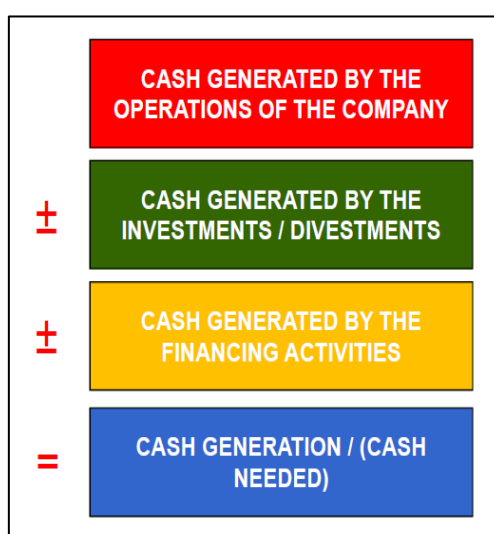 CASH GENERATED BY THE
OPERATIONS OF THE COMPANY
±
CASH GENERATED BY THE
INVESTMENTS / DIVESTMENTS
±
CASH GENERATED BY THE
FINANCING ACTIVITIES
=
CASH GENERATION / (CASH
NEEDED)